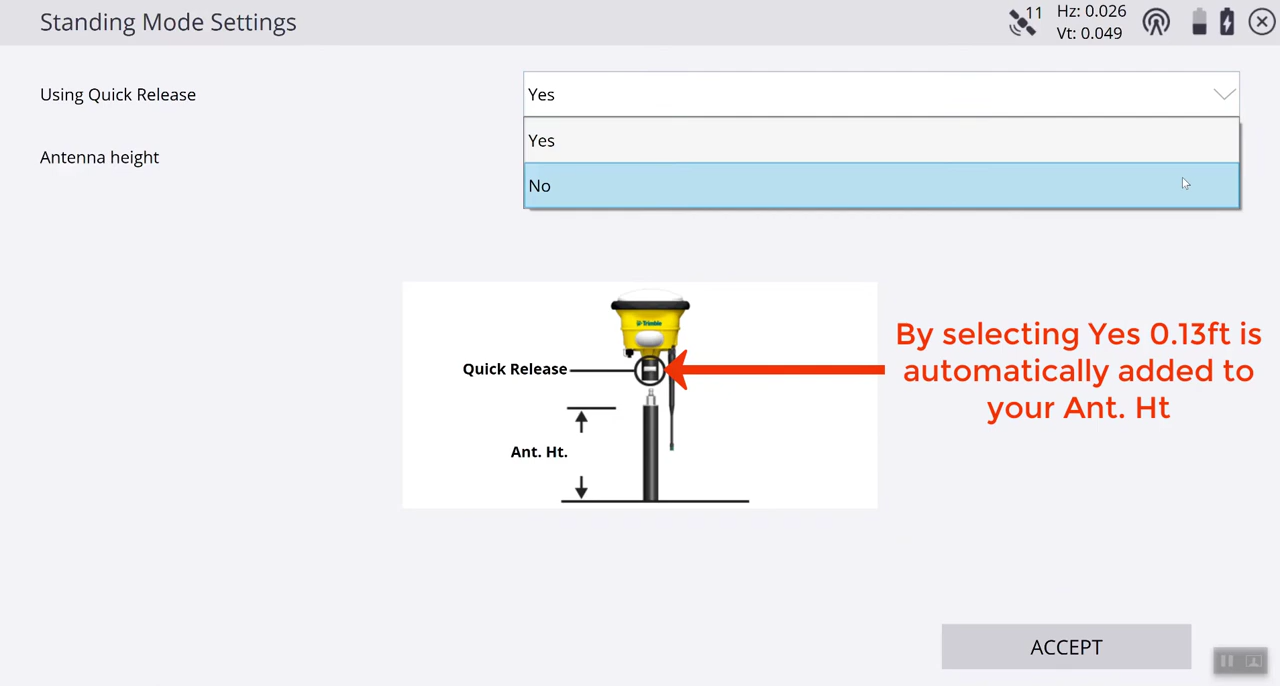 Standing Mode Settings
11
Hz: 0.026
Vt: 0.049
Using Quick Release
Yes
Yes
No
Antenna height
Trimble
Quick Release
Ant. Ht.
By selecting Yes 0.13ft is
automatically added to
your Ant. Ht
ACCEPT